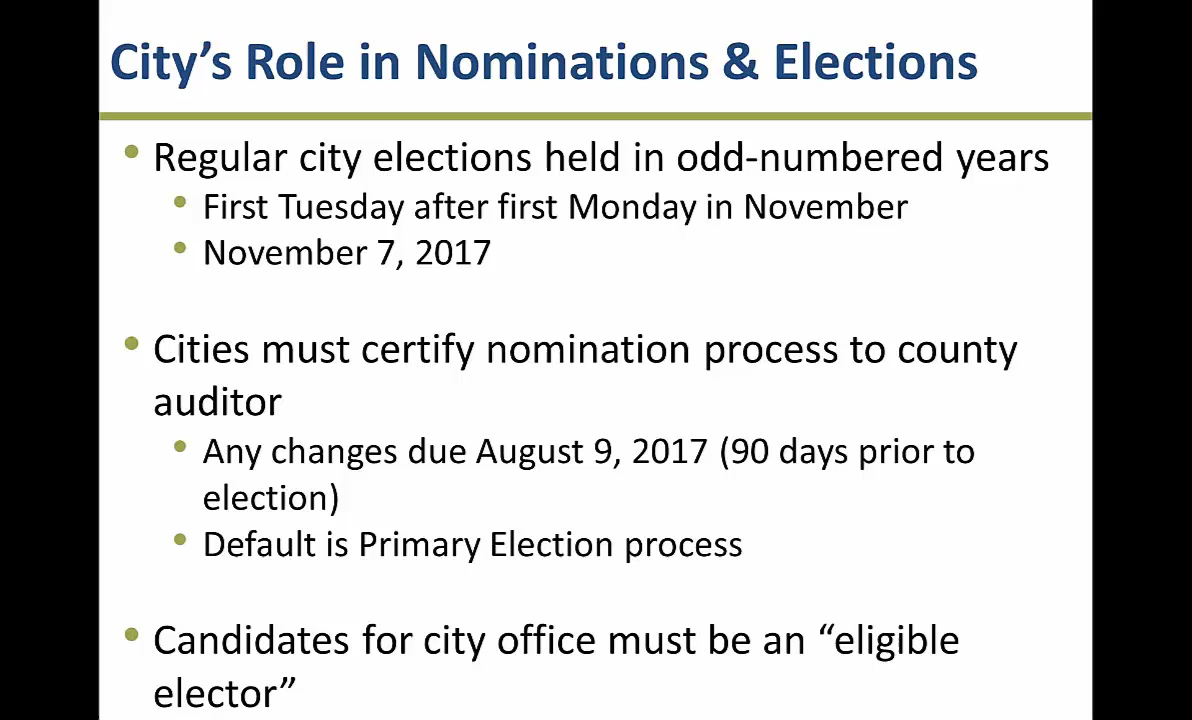 City’s Role in Nominations & Elections
• Regular city elections held in odd-numbered years
• First Tuesday after first Monday in November
• November 7, 2017
• Cities must certify nomination process to county
auditor
• Any changes due August 9, 2017 (90 days prior to
election)
• Default is Primary Election process
• Candidates for city office must be an “eligible
elector”